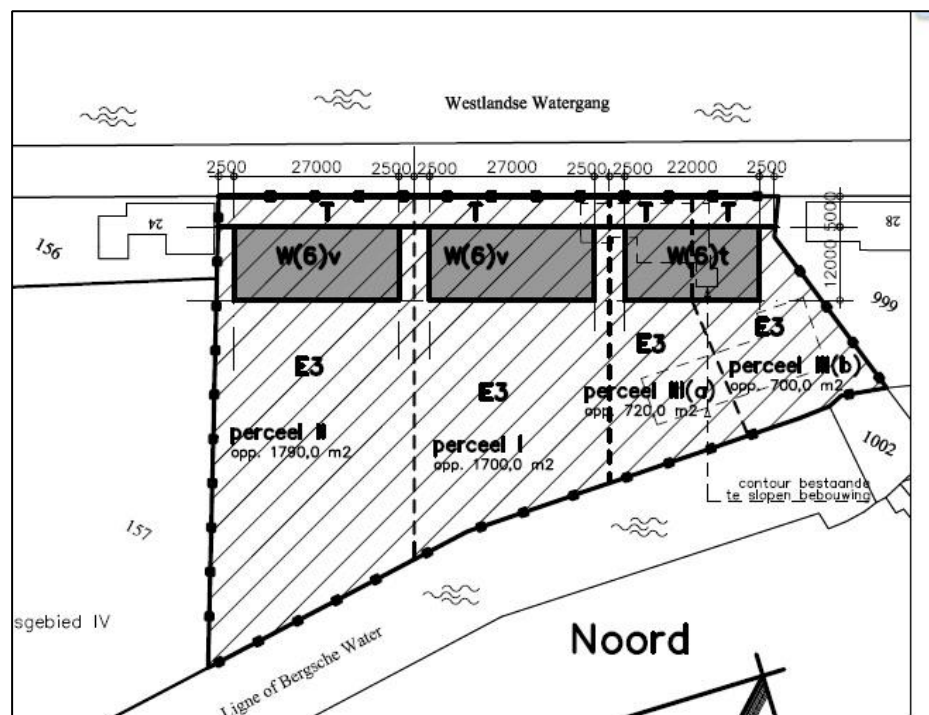 Westlandse Watergang
2500 27000 2500 2500 27000 2500 2500 22000 2500
T T T T
5000
12000
24
28
156
W(6)v W(6)v W(6)t
999
E3 E3 E3 E3
perceel III(b)
opp. 700,0 m2
perceel III(a)
opp. 720,0 m2
perceel II
opp. 1790,0 m2
perceel I
opp. 1700,0 m2
1002
contour bestaande
te slopen bebouwing
157
sgebied IV
Noord
Ligne of Bergsche Water